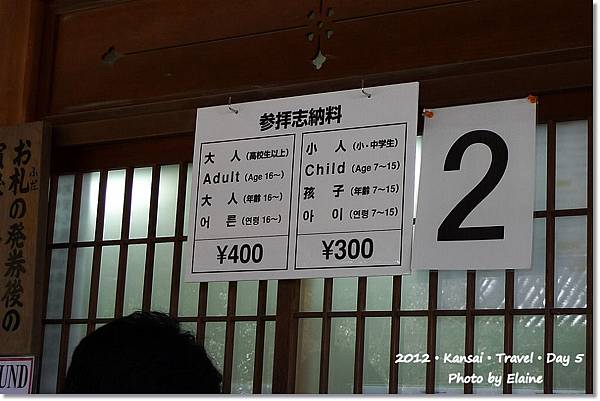 参拝志納料
大人(高校生以上)
Adult (Age 16〜)
大人(年齢 16〜)
어른(연령 16〜)
¥400
小人(小・中学生)
Child (Age 7〜15)
孩子(年齢 7〜15)
아이(연령 7〜15)
¥300
2
お札の発券後の
ふだ
UND
2012・Kansai・Travel・Day 5
Photo by Elaine